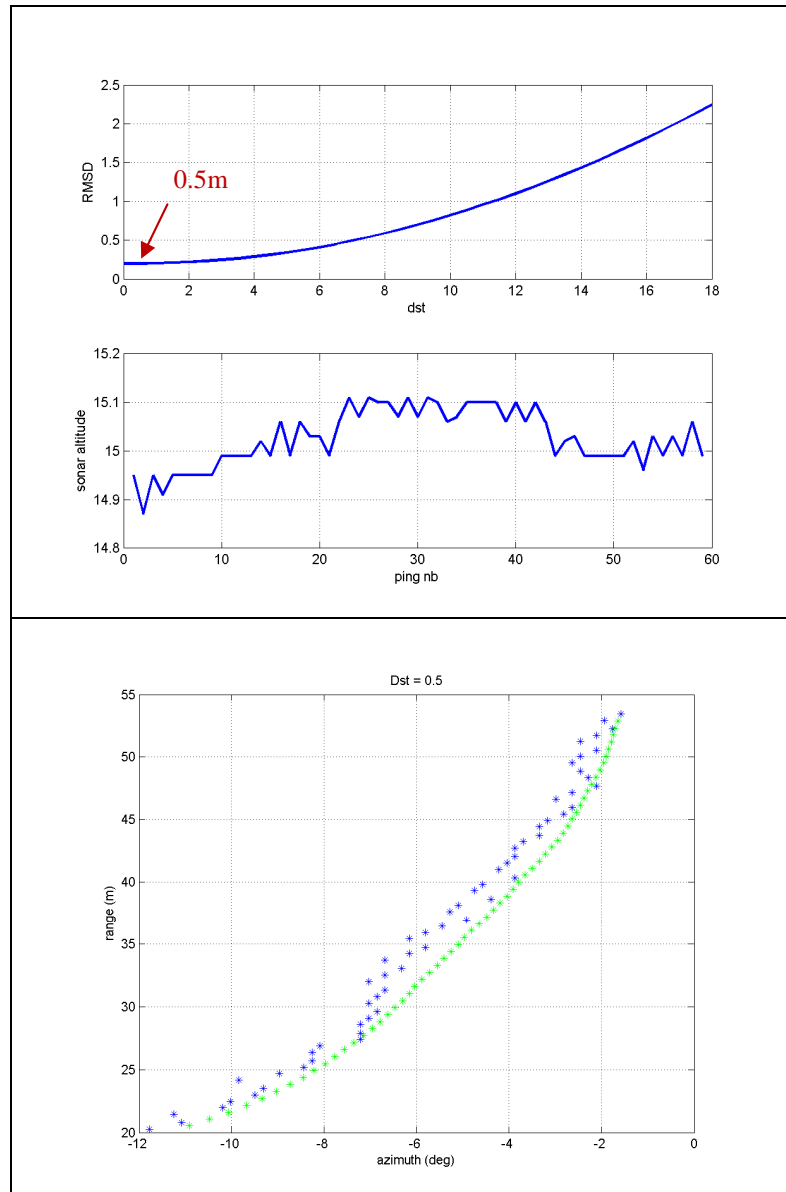 2.5
2
1.5
1
0.5
0
RMSD
0.5m
0 2 4 6 8 10 12 14 16 18
dst
15.2
15.1
15
14.9
14.8
sonar altitude
0 10 20 30 40 50 60
ping nb
Dst = 0.5
55
50
45
40
35
30
25
20
range (m)
-12 -10 -8 -6 -4 -2 0
azimuth (deg)